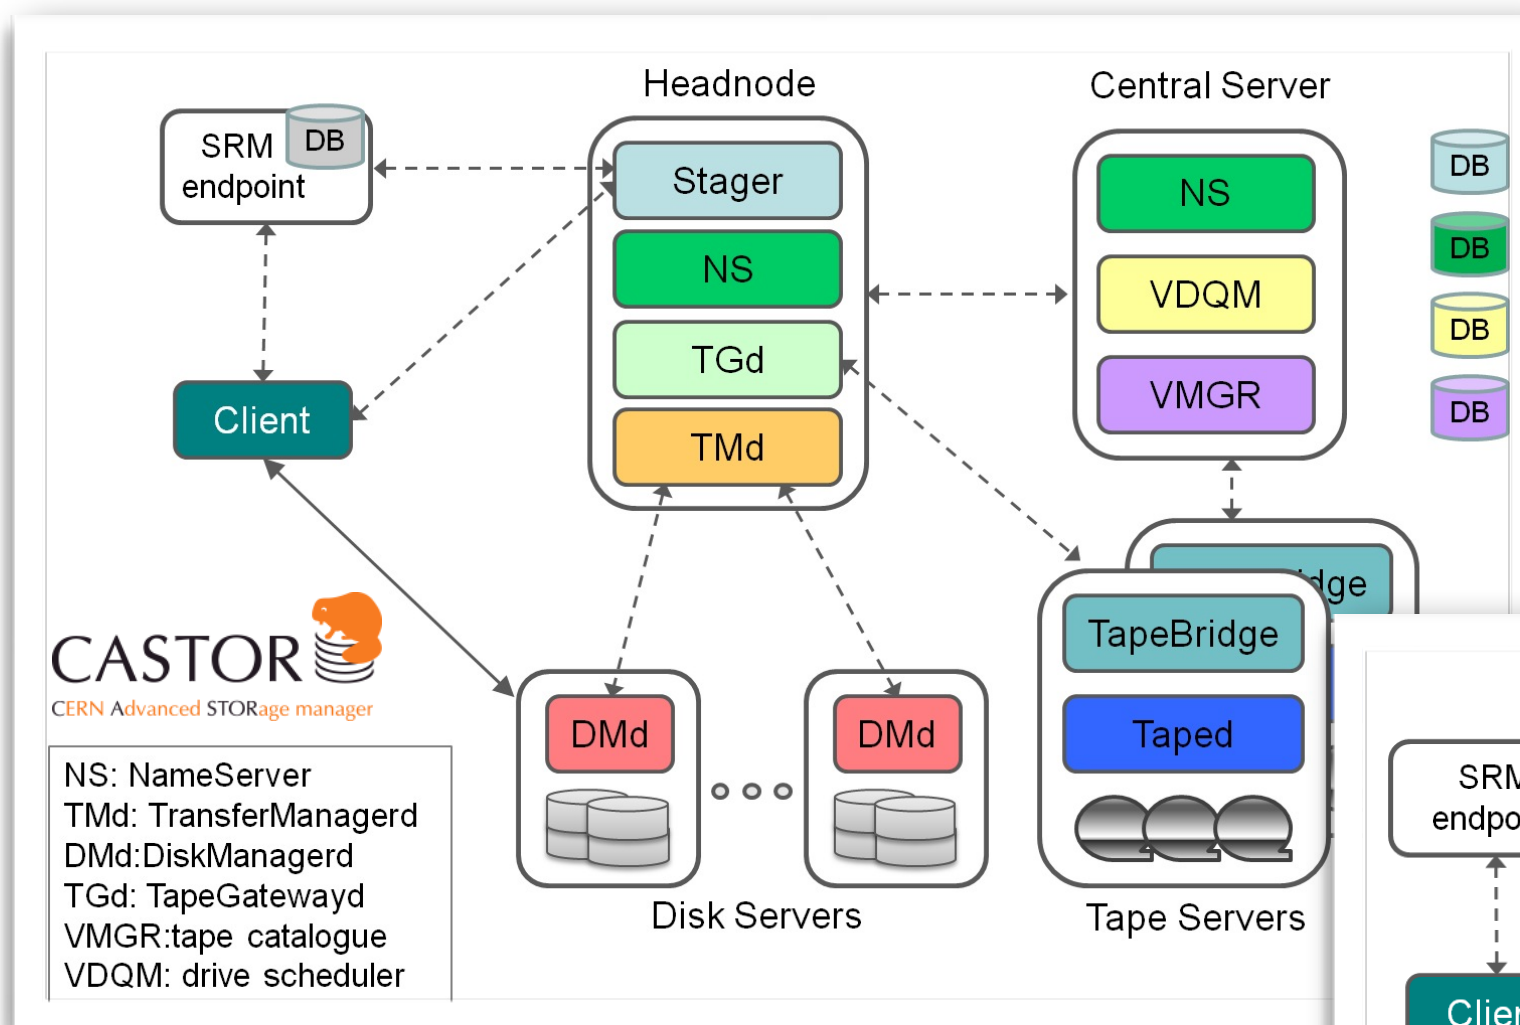 Headnode
Central Server
SRM
endpoint
DB
Stager
NS
TGd
TMd
NS
VDQM
VMGR
DB
DB
DB
DB
Client
TapeBridge
Taped
DMd
DMd
Disk Servers
Tape Servers
CASTOR
CERN Advanced STORage manager
NS: NameServer
TMd: TransferManagerd
DMd:DiskManagerd
TGd: TapeGatewayd
VMGR:tape catalogue
VDQM: drive scheduler